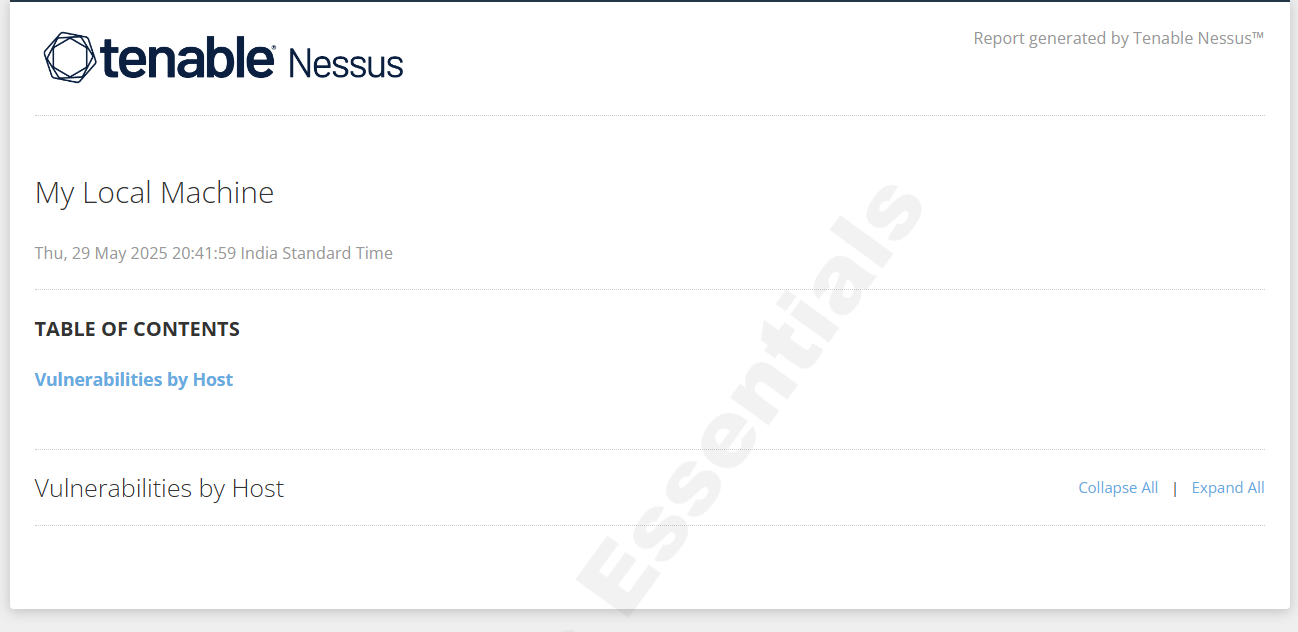 tenable Nessus
Report generated by Tenable Nessus™
My Local Machine
Thu, 29 May 2025 20:41:59 India Standard Time
TABLE OF CONTENTS
Vulnerabilities by Host
Vulnerabilities by Host
Collapse All | Expand All
Essentials